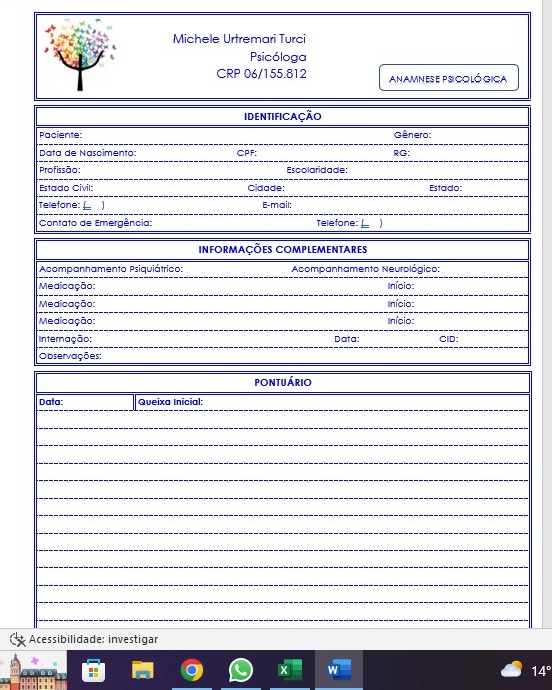 Michele Urtremari Turci
Psicóloga
CRP 06/155.812
ANAMNESE PSICOLÓGICA
IDENTIFICAÇÃO
Paciente: Gênero:
Data de Nascimento: CPF: RG:
Profissão: Escolaridade:
Estado Civil: Cidade: Estado:
Telefone: ( ) E-mail:
Contato de Emergência: Telefone: ( )
INFORMAÇÕES COMPLEMENTARES
Acompanhamento Psiquiátrico: Acompanhamento Neurológico:
Medicação: Início:
Medicação: Início:
Medicação: Início:
Internação: Data: CID:
Observações:
PONTUÁRIO
Data: Queixa Inicial:
Acessibilidade: investigar
X W 14°